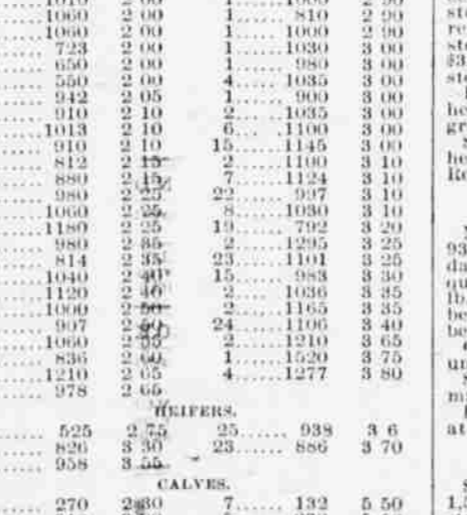 1060 2 00 1 ..... 810 2 90
1060 2 00 1 ..... 1000 2 90
723 2 00 1 ..... 1030 3 00
650 2 00 1 ..... 980 3 00
550 2 00 4 ..... 1035 3 00
942 2 05 1 ..... 900 3 00
910 2 10 2 ..... 1035 3 00
1013 2 10 6 ..... 1100 3 00
910 2 10 15 ..... 1145 3 00
812 2 15 2 ..... 1100 3 10
880 2 15 7 ..... 1124 3 10
980 2 25 22 ..... 997 3 10
1060 2 25 8 ..... 1030 3 10
1180 2 25 19 ..... 792 3 20
980 2 35 2 ..... 1295 3 25
814 2 35 23 ..... 1101 3 25
1040 2 40 15 ..... 983 3 30
1120 2 40 2 ..... 1036 3 35
1000 2 50 2 ..... 1165 3 35
907 2 24 ..... 1106 3 40
1060 2 55 2 ..... 1210 3 65
836 2 60 1 ..... 1520 3 75
1210 2 65 4 ..... 1277 3 80
978 2 65
HEIFERS.
525 2 75 25 ..... 938 3 6
826 3 30 23 ..... 886 3 70
958 3 55
CALVES.
270 2 30 7 ..... 132 5 50